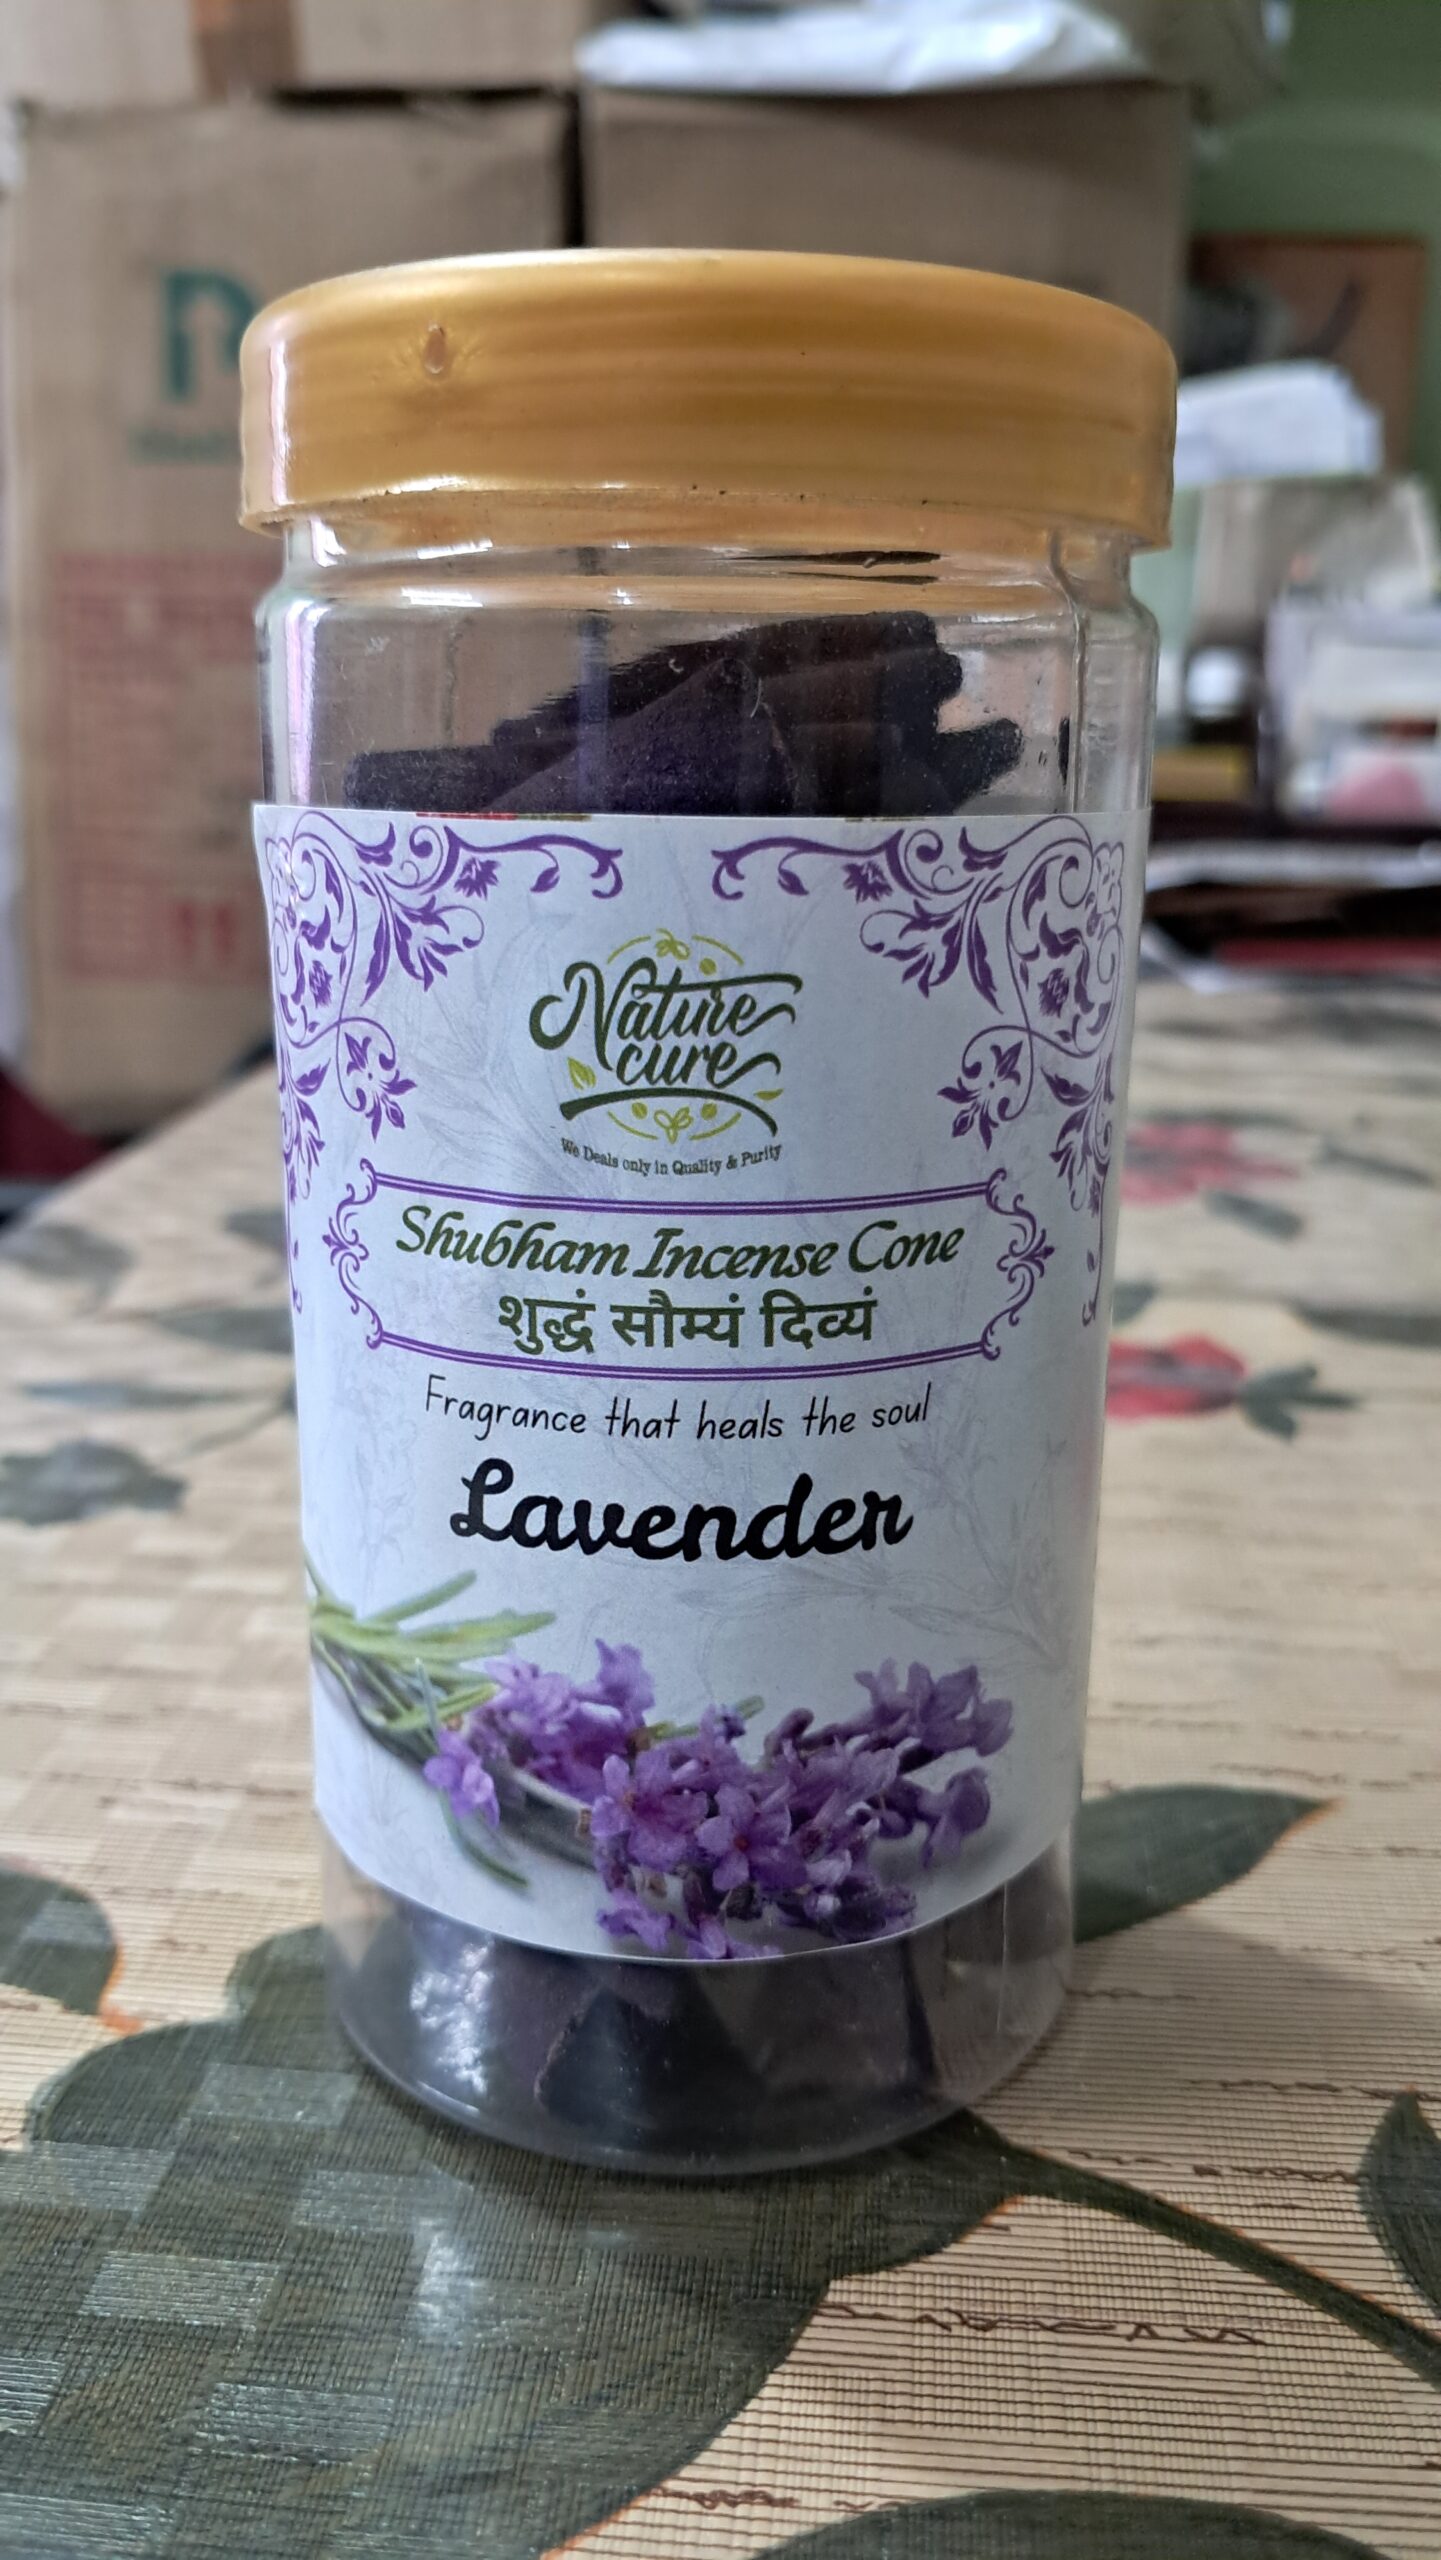 Nature
cure
We Deals only in Quality & Purity
Shubham Incense Cone
शुद्धं सौम्यं दिव्यं
Fragrance that heals the soul
Lavender